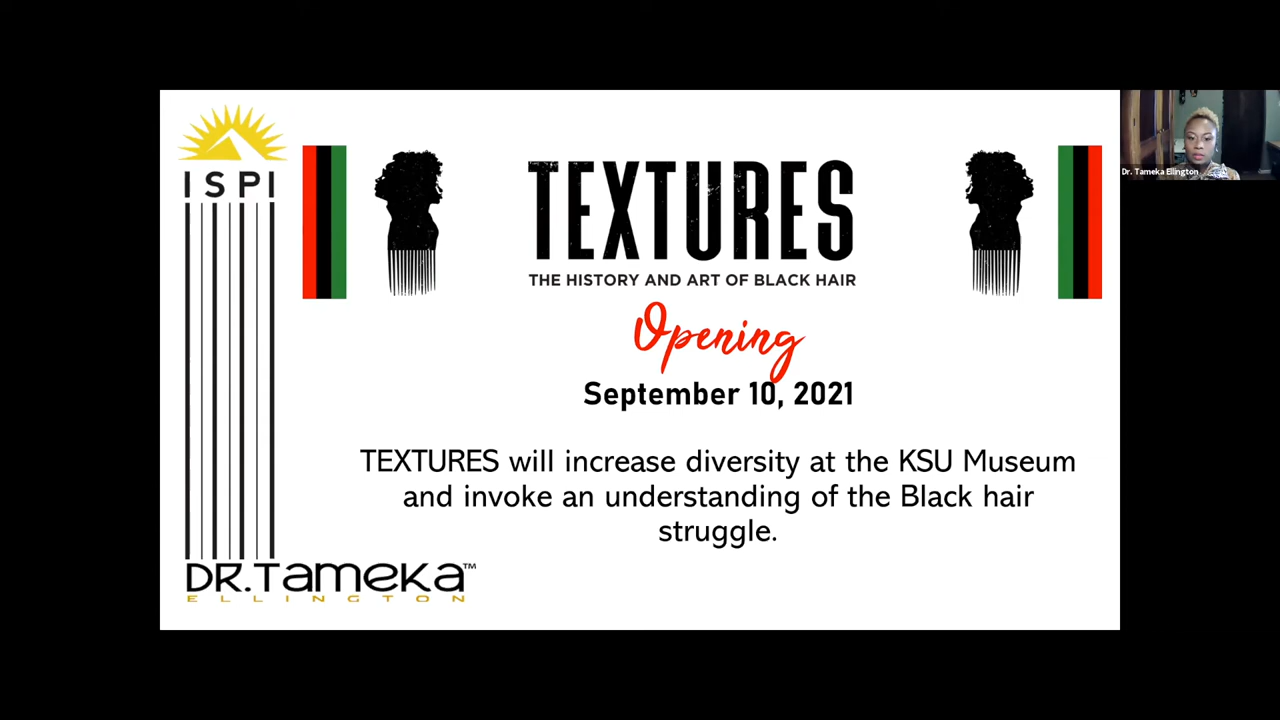 ISPI
TEXTURES
THE HISTORY AND ART OF BLACK HAIR
Opening
September 10, 2021
TEXTURES will increase diversity at the KSU Museum
and invoke an understanding of the Black hair
struggle.
DR.TAMEKA™
ELLINGTON
Dr. Tameka Ellington